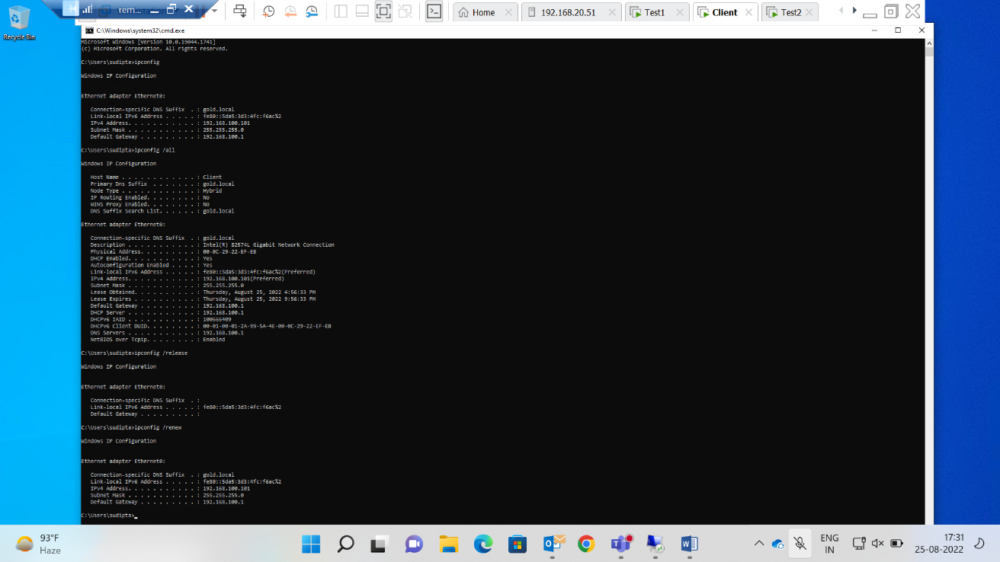 rem...
Home
192.168.20.51
Test1
Client
Test2
Recycle Bin
C:\Windows\system32\cmd.exe
Microsoft Windows [Version 10.0.19044.1741]
(c) Microsoft Corporation. All rights reserved.
C:\Users\sudipta>ipconfig
Windows IP Configuration
Ethernet adapter Ethernet0:
Connection-specific DNS Suffix  . : gold.local
Link-local IPv6 Address . . . . . : fe80::5da5:3d3:4fc:f6ac%2
IPv4 Address. . . . . . . . . . . : 192.168.100.101
Subnet Mask . . . . . . . . . . . : 255.255.255.0
Default Gateway . . . . . . . . . : 192.168.100.1
C:\Users\sudipta>ipconfig /all
Windows IP Configuration
Host Name . . . . . . . . . . . . : Client
Primary Dns Suffix  . . . . . . . : gold.local
Node Type . . . . . . . . . . . . : Hybrid
IP Routing Enabled. . . . . . . . : No
WINS Proxy Enabled. . . . . . . . : No
DNS Suffix Search List. . . . . . : gold.local
Ethernet adapter Ethernet0:
Connection-specific DNS Suffix  . : gold.local
Description . . . . . . . . . . . : Intel(R) 82574L Gigabit Network Connection
Physical Address. . . . . . . . . : 00-0C-29-22-EF-EB
DHCP Enabled. . . . . . . . . . . : Yes
Autoconfiguration Enabled . . . . : Yes
Link-local IPv6 Address . . . . . : fe80::5da5:3d3:4fc:f6ac%2(Preferred)
IPv4 Address. . . . . . . . . . . : 192.168.100.101(Preferred)
Subnet Mask . . . . . . . . . . . : 255.255.255.0
Lease Obtained. . . . . . . . . . : Thursday, August 25, 2022 4:56:33 PM
Lease Expires . . . . . . . . . . : Thursday, August 25, 2022 9:56:33 PM
Default Gateway . . . . . . . . . : 192.168.100.1
DHCP Server . . . . . . . . . . . : 192.168.100.1
DHCPv6 IAID . . . . . . . . . . . : 100666409
DHCPv6 Client DUID. . . . . . . . : 00-01-00-01-2A-99-5A-4E-00-0C-29-22-EF-EB
DNS Servers . . . . . . . . . . . : 192.168.100.1
NetBIOS over Tcpip. . . . . . . . : Enabled
C:\Users\sudipta>ipconfig /release
Windows IP Configuration
Ethernet adapter Ethernet0:
Connection-specific DNS Suffix  . :
Link-local IPv6 Address . . . . . : fe80::5da5:3d3:4fc:f6ac%2
Default Gateway . . . . . . . . . :
C:\Users\sudipta>ipconfig /renew
Windows IP Configuration
Ethernet adapter Ethernet0:
Connection-specific DNS Suffix  . : gold.local
Link-local IPv6 Address . . . . . : fe80::5da5:3d3:4fc:f6ac%2
IPv4 Address. . . . . . . . . . . : 192.168.100.101
Subnet Mask . . . . . . . . . . . : 255.255.255.0
Default Gateway . . . . . . . . . : 192.168.100.1
C:\Users\sudipta>_
93°F
Haze
ENG
IN
17:31
25-08-2022